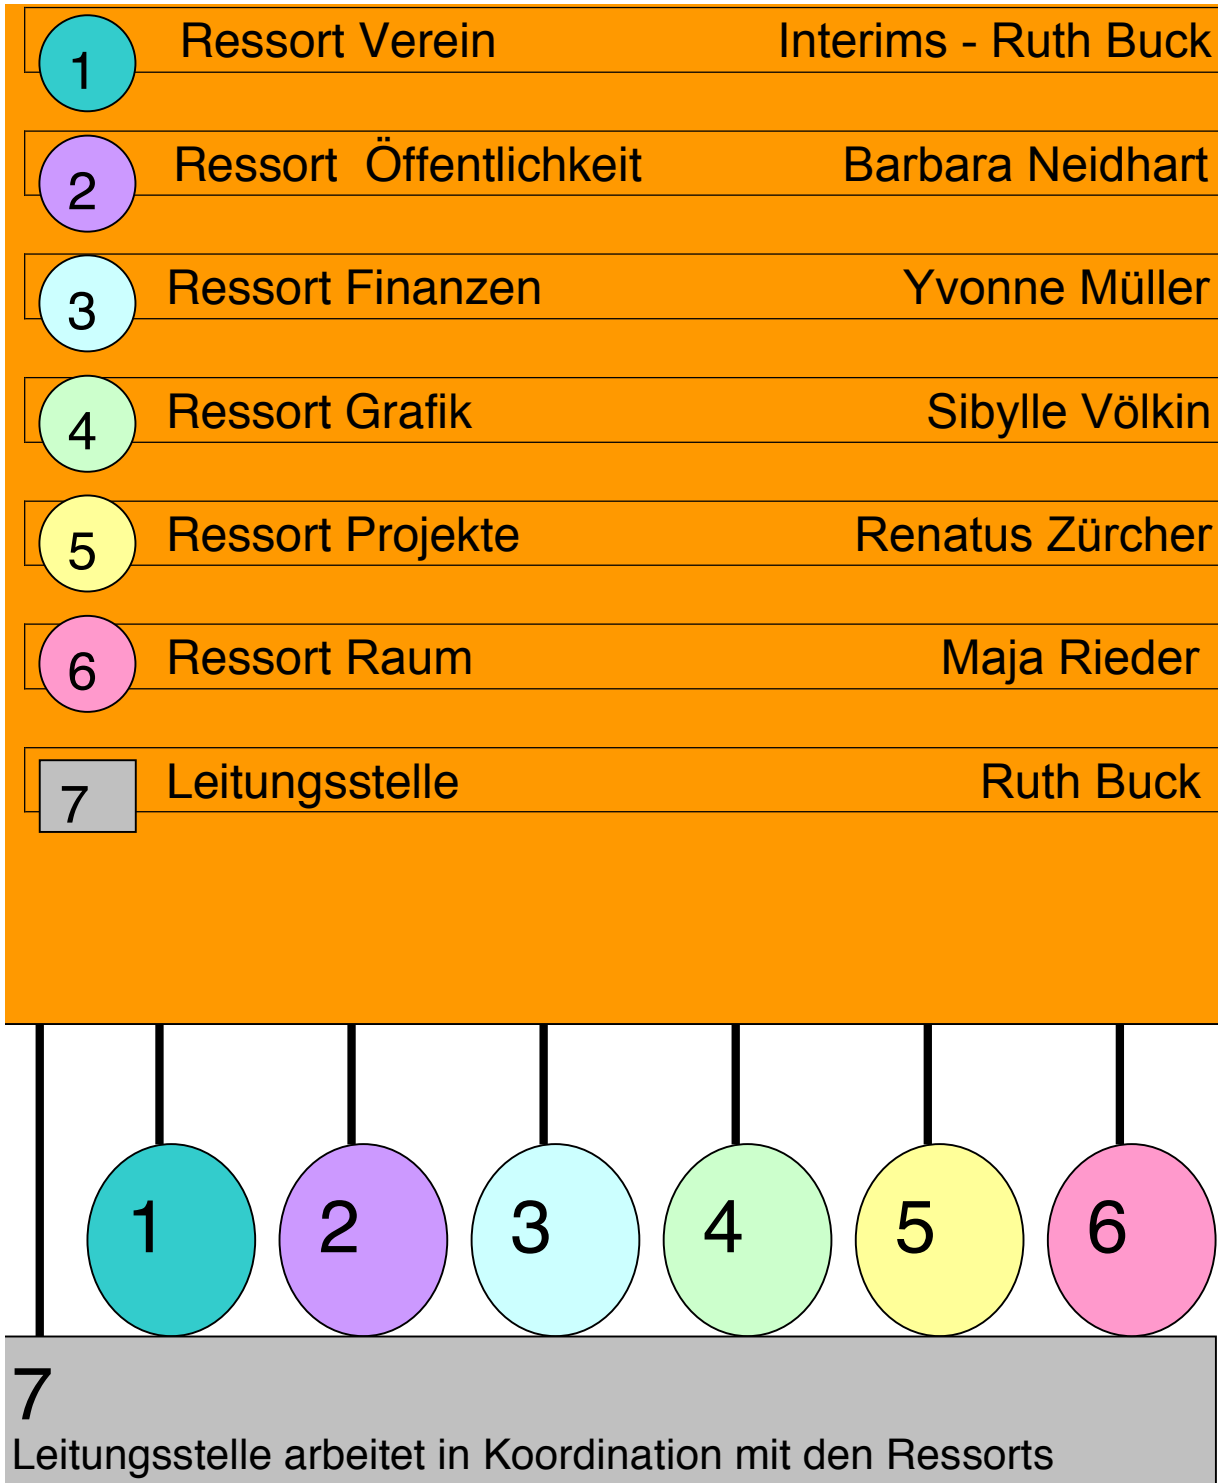 1 Ressort Verein Interims - Ruth Buck
2 Ressort Öffentlichkeit Barbara Neidhart
3 Ressort Finanzen Yvonne Müller
4 Ressort Grafik Sibylle Völkin
5 Ressort Projekte Renatus Zürcher
6 Ressort Raum Maja Rieder
7 Leitungsstelle Ruth Buck
1 2 3 4 5 6
7
Leitungsstelle arbeitet in Koordination mit den Ressorts